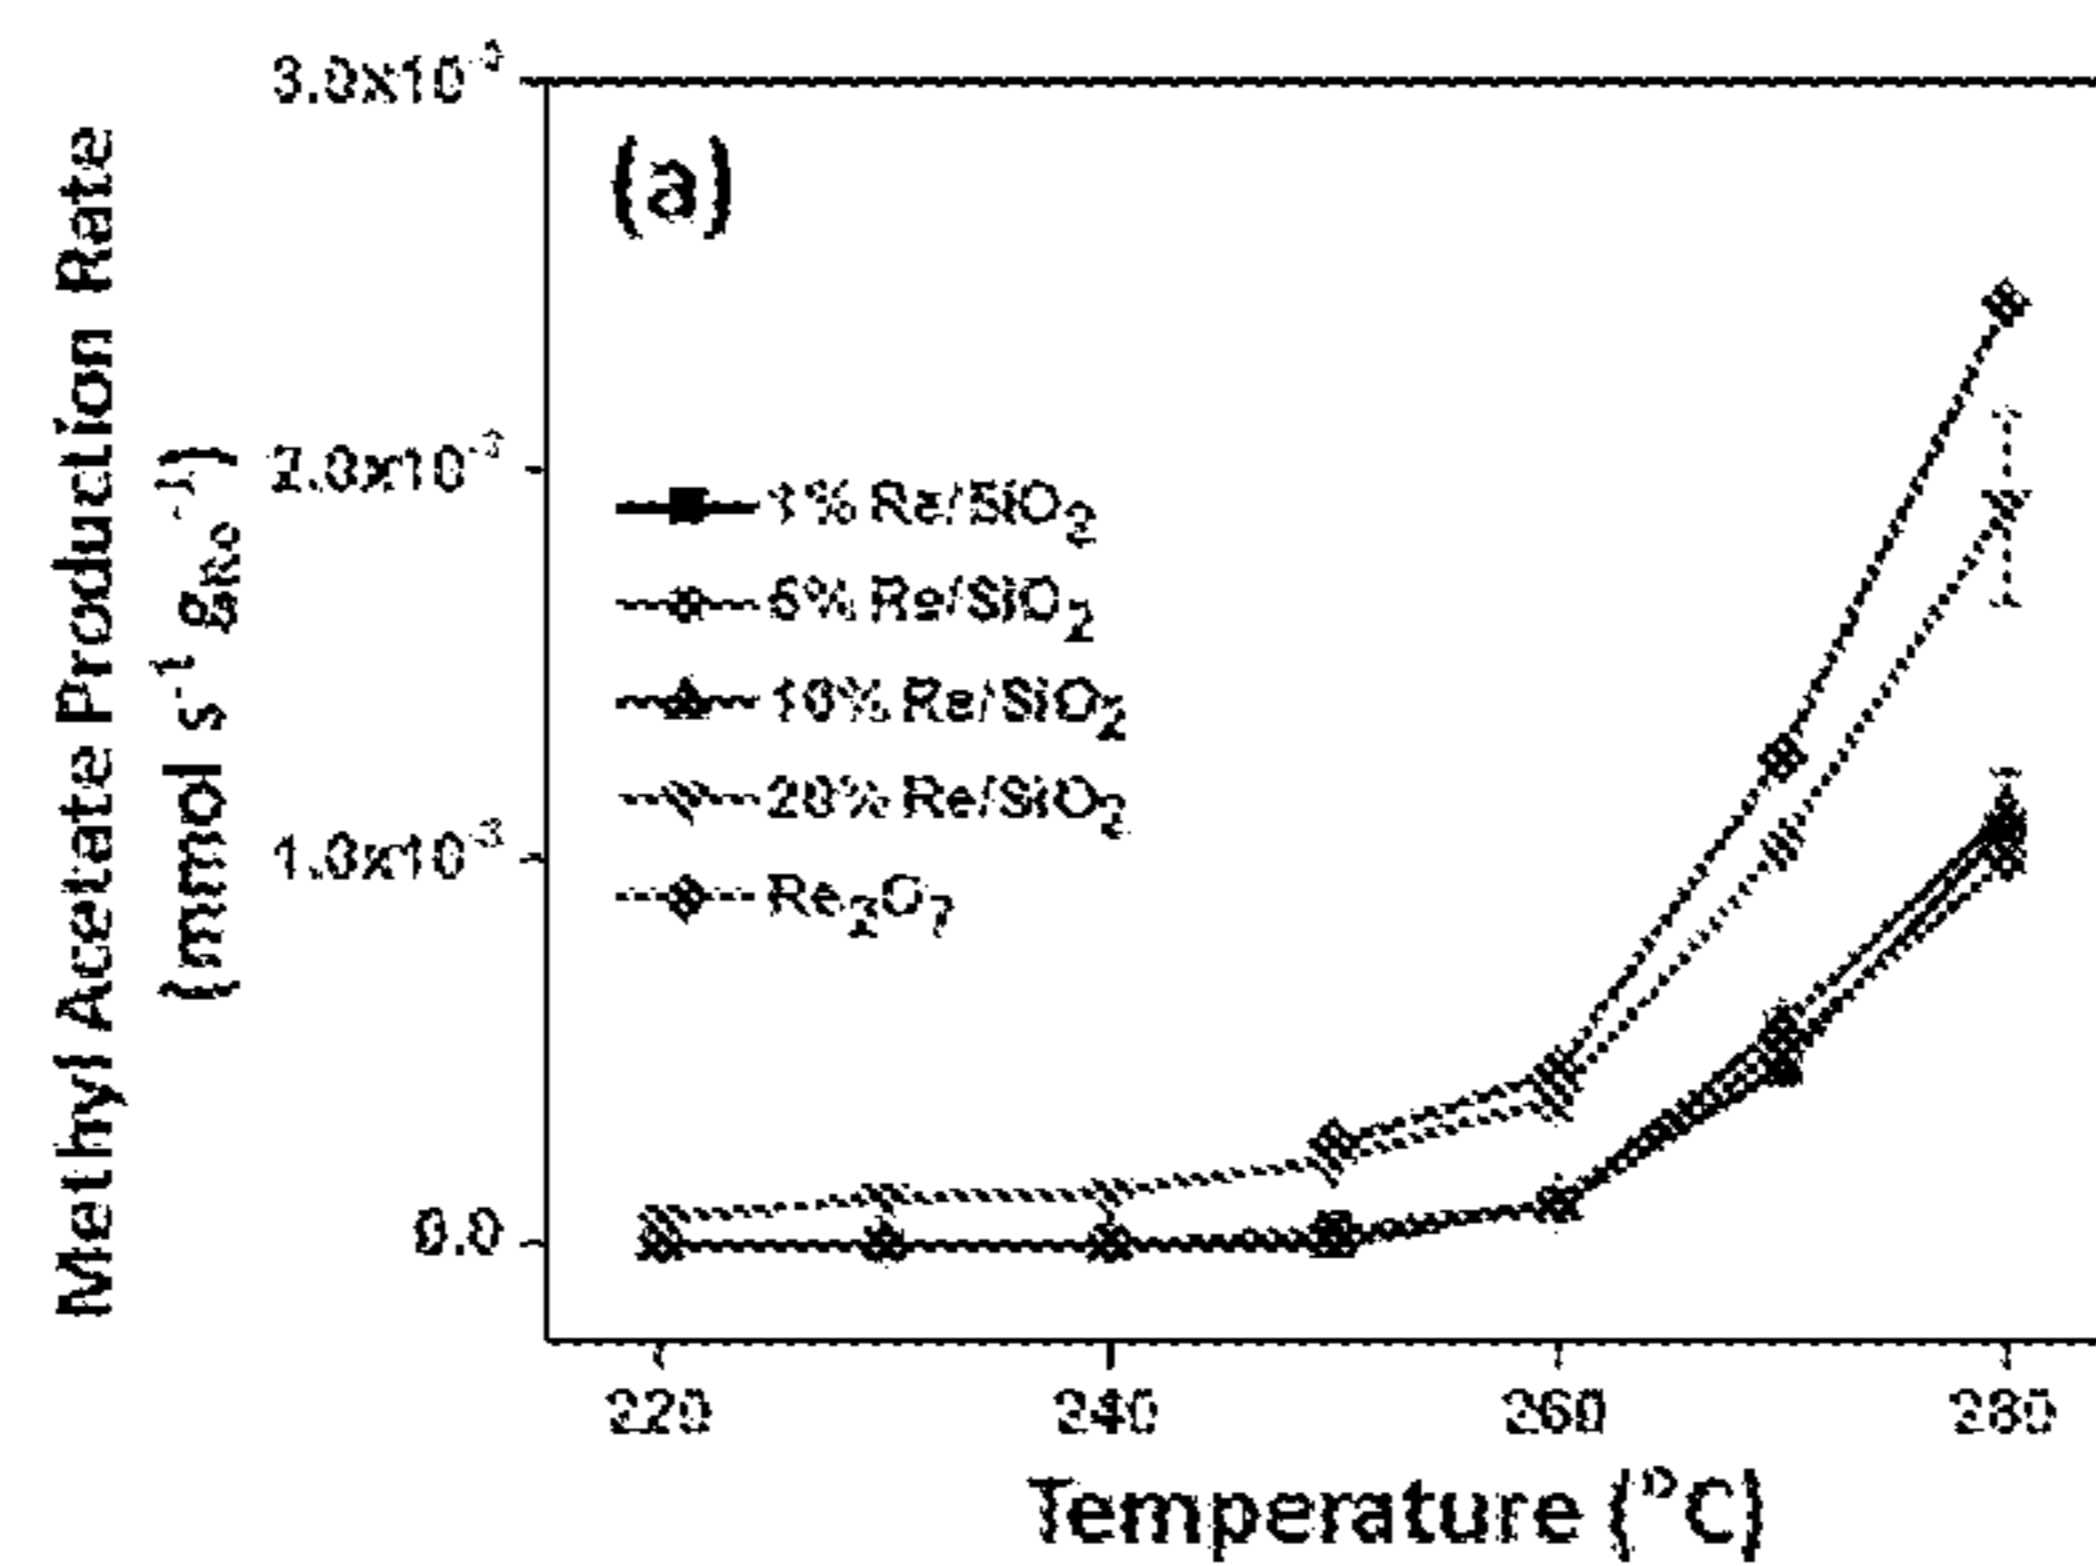 Methyl Acetate Production Rate
(mmol s⁻¹ gRe⁻¹)
3.0x10⁻³
2.0x10⁻³
1.0x10⁻³
0.0
(a)
1% Re/SiO₂
5% Re/SiO₂
10% Re/SiO₂
20% Re/SiO₂
Re₂O₇
220
240
260
280
Temperature (°C)